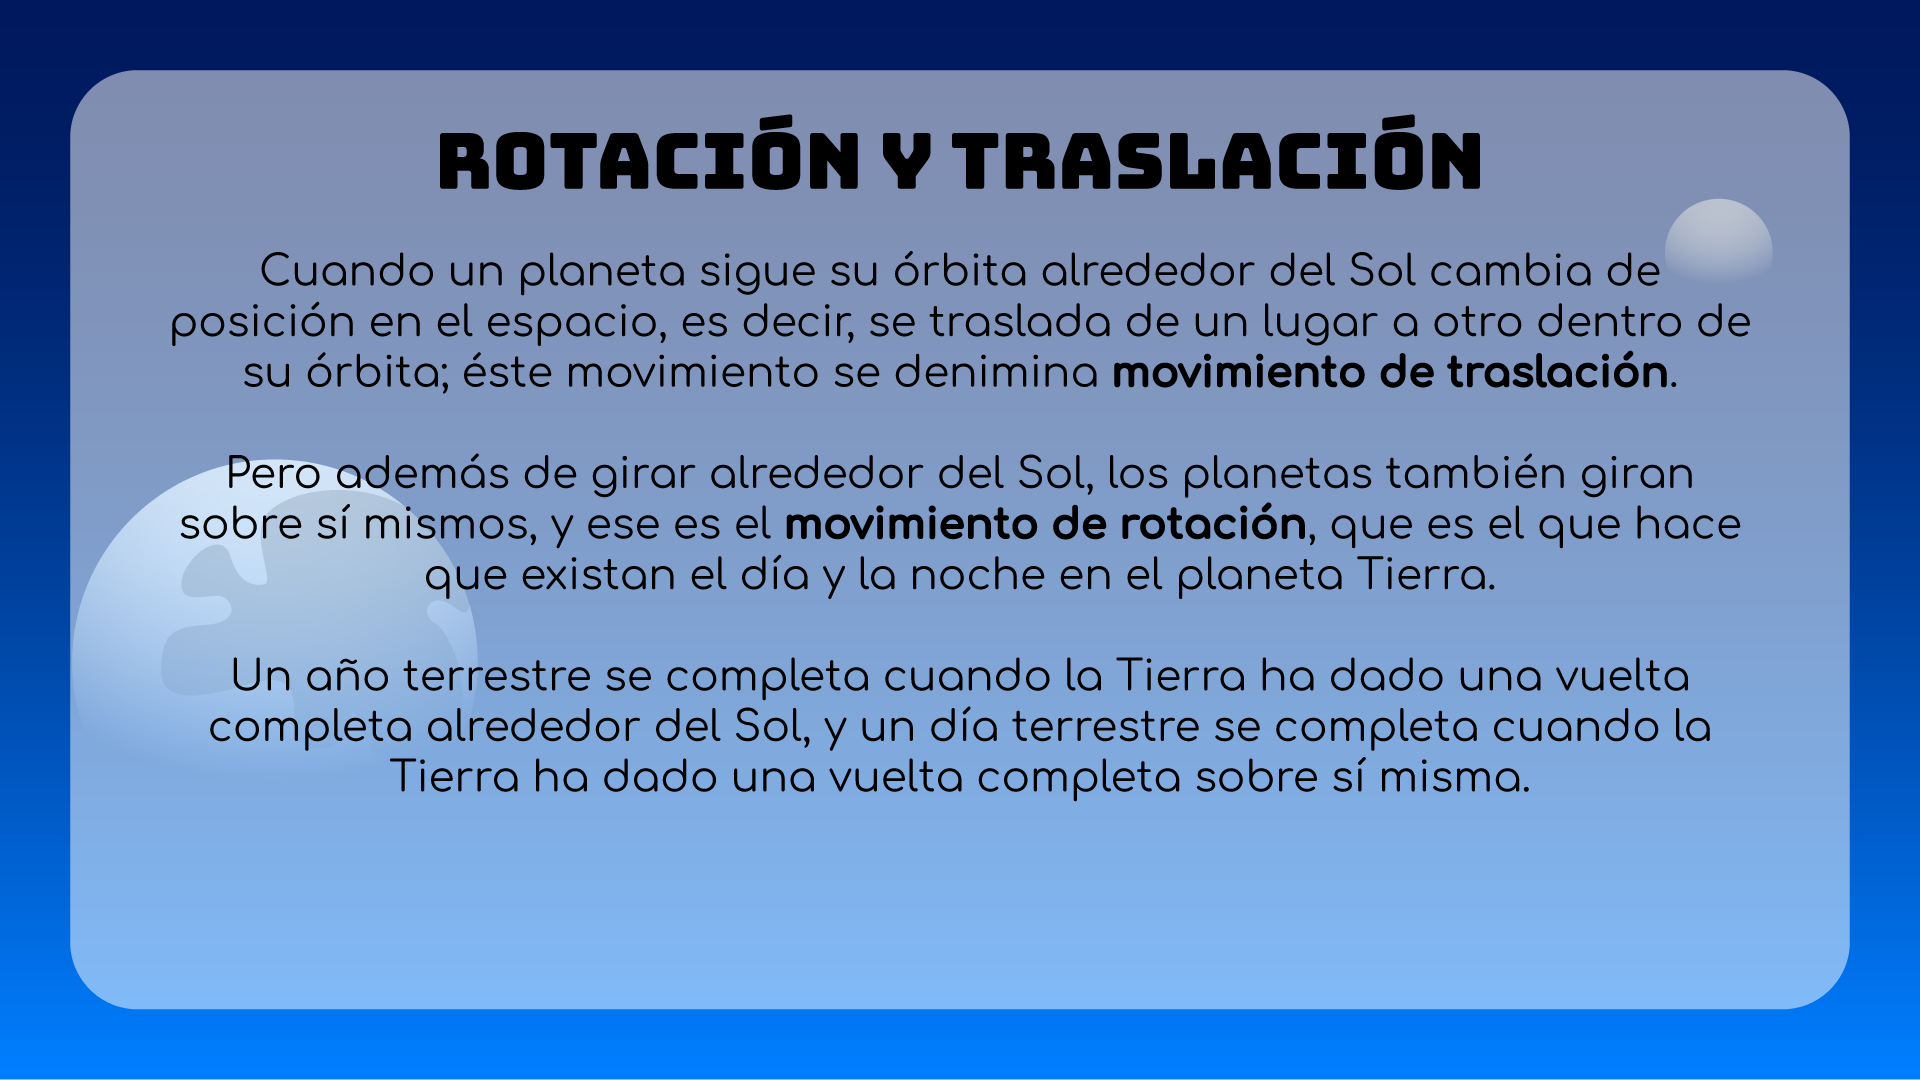 ROTACIÓN Y TRASLACIÓN
Cuando un planeta sigue su órbita alrededor del Sol cambia de
posición en el espacio, es decir, se traslada de un lugar a otro dentro de
su órbita; éste movimiento se denimina movimiento de traslación.
Pero además de girar alrededor del Sol, los planetas también giran
sobre sí mismos, y ese es el movimiento de rotación, que es el que hace
que existan el día y la noche en el planeta Tierra.
Un año terrestre se completa cuando la Tierra ha dado una vuelta
completa alrededor del Sol, y un día terrestre se completa cuando la
Tierra ha dado una vuelta completa sobre sí misma.